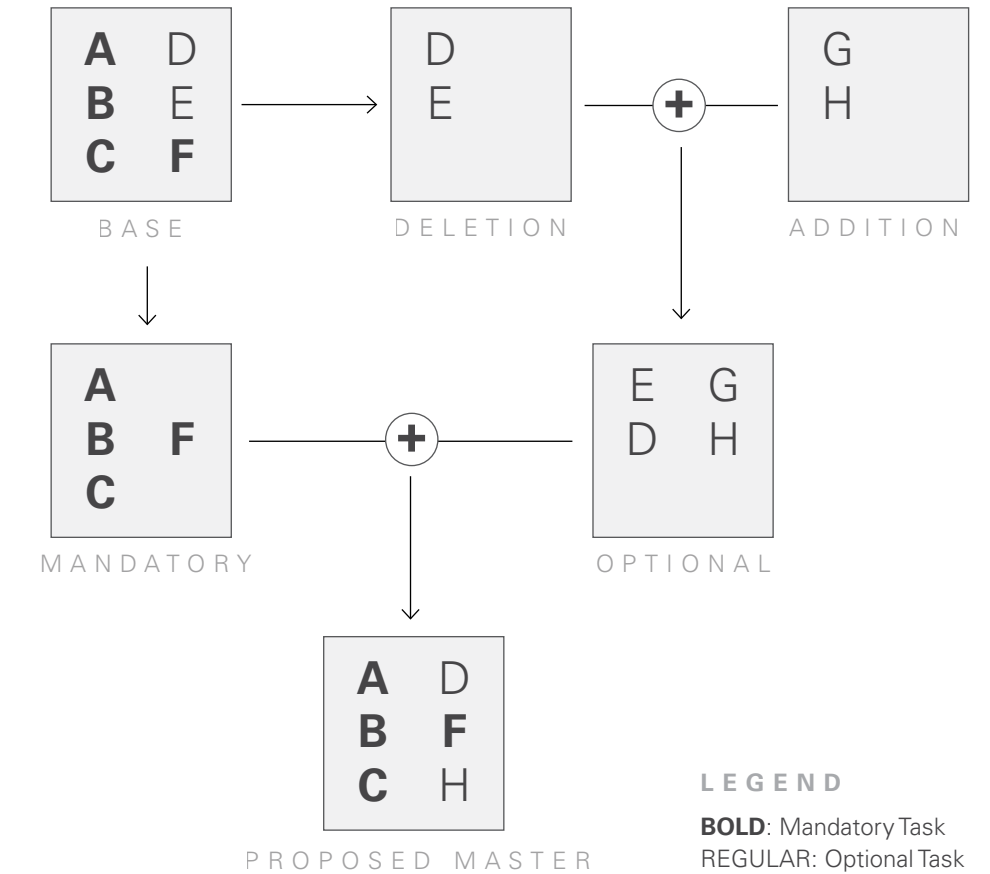 A D D G
B E E H
C F
BASE DELETION ADDITION
A E G
B F D H
C
MANDATORY OPTIONAL
A D
B F
C H
LEGEND
BOLD: Mandatory Task
PROPOSED MASTER REGULAR: Optional Task